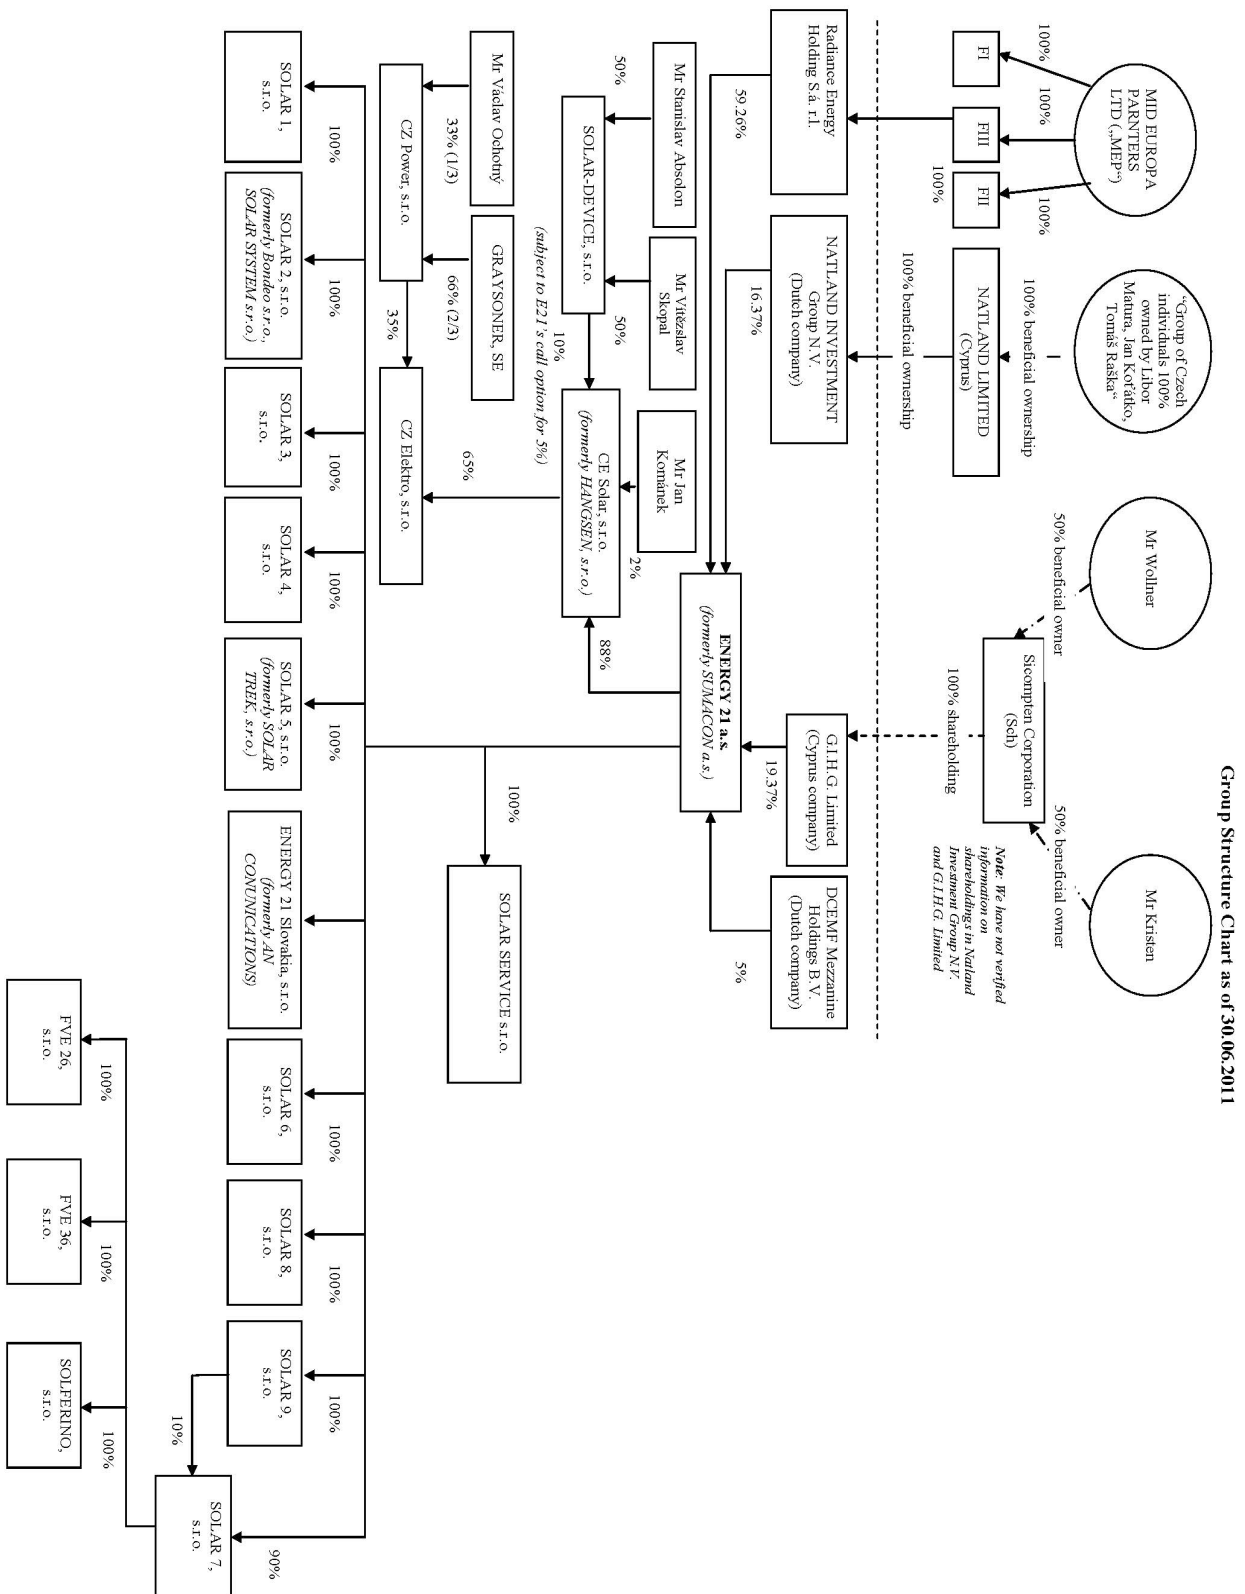 Group Structure Chart as of 30.06.2011
MID EUROPA
PARNTERS
LTD („MEP“)
“Group of Czech
individuals 100%
owned by Libor
Matura, Jan Koťátko,
Tomáš Raška“
Mr Wollner
Mr Kristen
100%
100%
100%
100% beneficial ownership
50% beneficial owner
50% beneficial owner
FI
FIII
FII
NATLAND LIMITED
(Cyprus)
Sicompten Corporation
(Sch)
Note: We have not verified
information on
shareholdings in Natland
Investment Group N.V.
and G.I.H.G. Limited
100%
100% beneficial ownership
100% shareholding
Radiance Energy
Holding S.á. r.l.
NATLAND INVESTMENT
Group N.V.
(Dutch company)
G.I.H.G. Limited
(Cyprus company)
DCEMF Mezzanine
Holdings B.V.
(Dutch company)
59.26%
16.37%
19.37%
5%
ENERGY 21 a.s.
(formerly SUMACON a.s.)
Mr Stanislav Absolon
Mr Vítězslav
Skopal
Mr Jan
Kománek
50%
50%
2%
88%
SOLAR-DEVICE, s.r.o.
10%
(subject to E21's call option for 5%)
CE Solar, s.r.o.
(formerly HANGSEN, s.r.o.)
100%
SOLAR SERVICE s.r.o.
Mr Václav Ochotný
GRAYSONER, SE
33% (1/3)
66% (2/3)
65%
CZ Power, s.r.o.
35%
CZ Elektro, s.r.o.
100%
100%
100%
100%
100%
100%
100%
100%
90%
SOLAR 1,
s.r.o.
SOLAR 2, s.r.o.
(formerly Bondeo s.r.o.,
SOLAR SYSTEM s.r.o.)
SOLAR 3,
s.r.o.
SOLAR 4,
s.r.o.
SOLAR 5, s.r.o.
(formerly SOLAR
TREK, s.r.o.)
ENERGY 21 Slovakia, s.r.o.
(formerly AN
CONUNICATIONS)
SOLAR 6,
s.r.o.
SOLAR 8,
s.r.o.
SOLAR 9,
s.r.o.
10%
SOLAR 7,
s.r.o.
100%
100%
100%
FVE 26,
s.r.o.
FVE 36,
s.r.o.
SOLFERINO,
s.r.o.